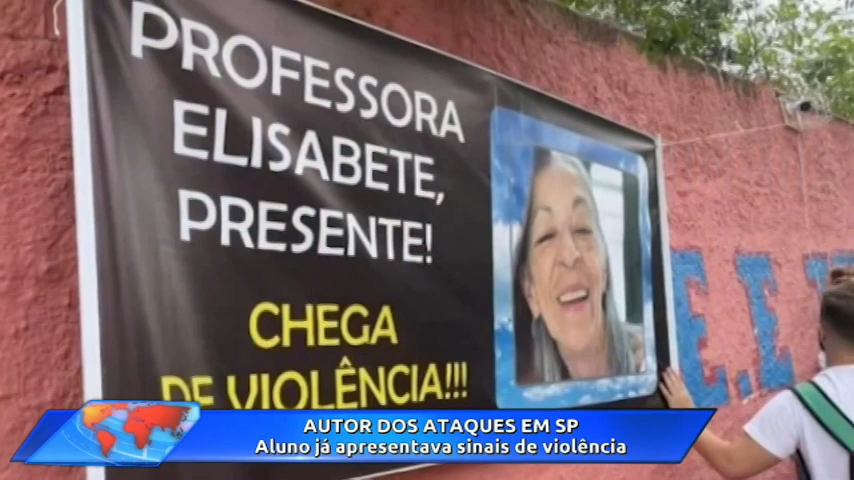 PROFESSORA
ELISABETE,
PRESENTE!
CHEGA
DE VIOLÊNCIA!!!
E.E.
AUTOR DOS ATAQUES EM SP
Aluno já apresentava sinais de violência